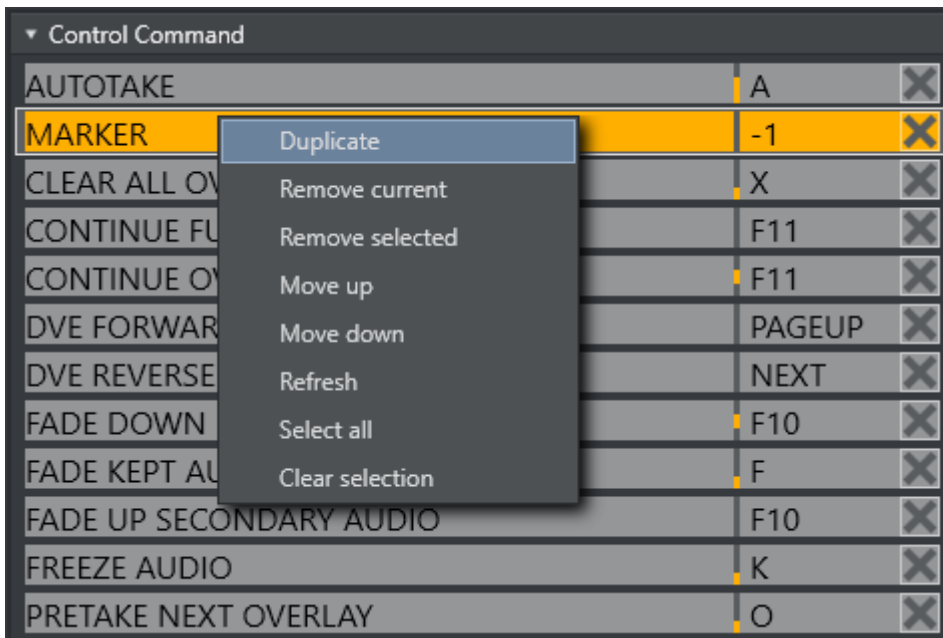 Control Command
AUTOTAKE A
MARKER -1
Duplicate
CLEAR ALL OV X
Remove current
CONTINUE FU F11
Remove selected
CONTINUE OV F11
Move up
DVE FORWAR PAGEUP
Move down
DVE REVERSE NEXT
Refresh
FADE DOWN F10
Select all
FADE KEPT AU F
Clear selection
FADE UP SECONDARY AUDIO F10
FREEZE AUDIO K
PRETAKE NEXT OVERLAY O